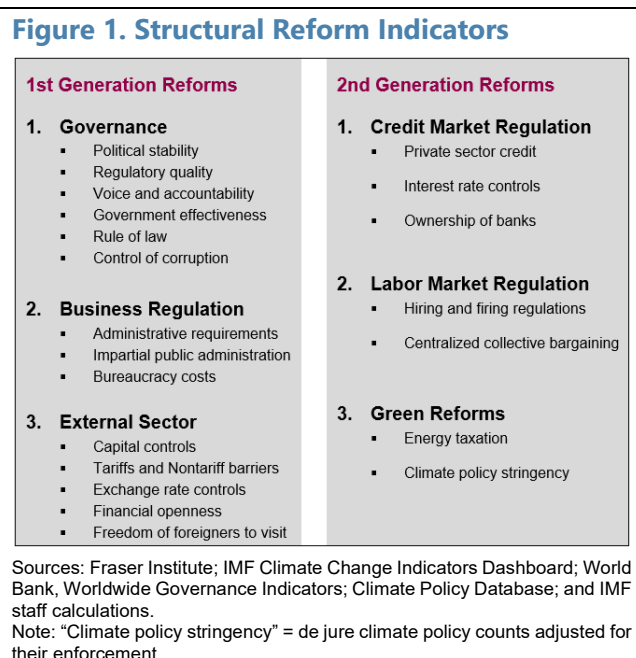 Figure 1. Structural Reform Indicators
1st Generation Reforms
1. Governance
▪ Political stability
▪ Regulatory quality
▪ Voice and accountability
▪ Government effectiveness
▪ Rule of law
▪ Control of corruption
2. Business Regulation
▪ Administrative requirements
▪ Impartial public administration
▪ Bureaucracy costs
3. External Sector
▪ Capital controls
▪ Tariffs and Nontariff barriers
▪ Exchange rate controls
▪ Financial openness
▪ Freedom of foreigners to visit
2nd Generation Reforms
1. Credit Market Regulation
▪ Private sector credit
▪ Interest rate controls
▪ Ownership of banks
2. Labor Market Regulation
▪ Hiring and firing regulations
▪ Centralized collective bargaining
3. Green Reforms
▪ Energy taxation
▪ Climate policy stringency
Sources: Fraser Institute; IMF Climate Change Indicators Dashboard; World
Bank, Worldwide Governance Indicators; Climate Policy Database; and IMF
staff calculations.
Note: “Climate policy stringency” = de jure climate policy counts adjusted for
their enforcement